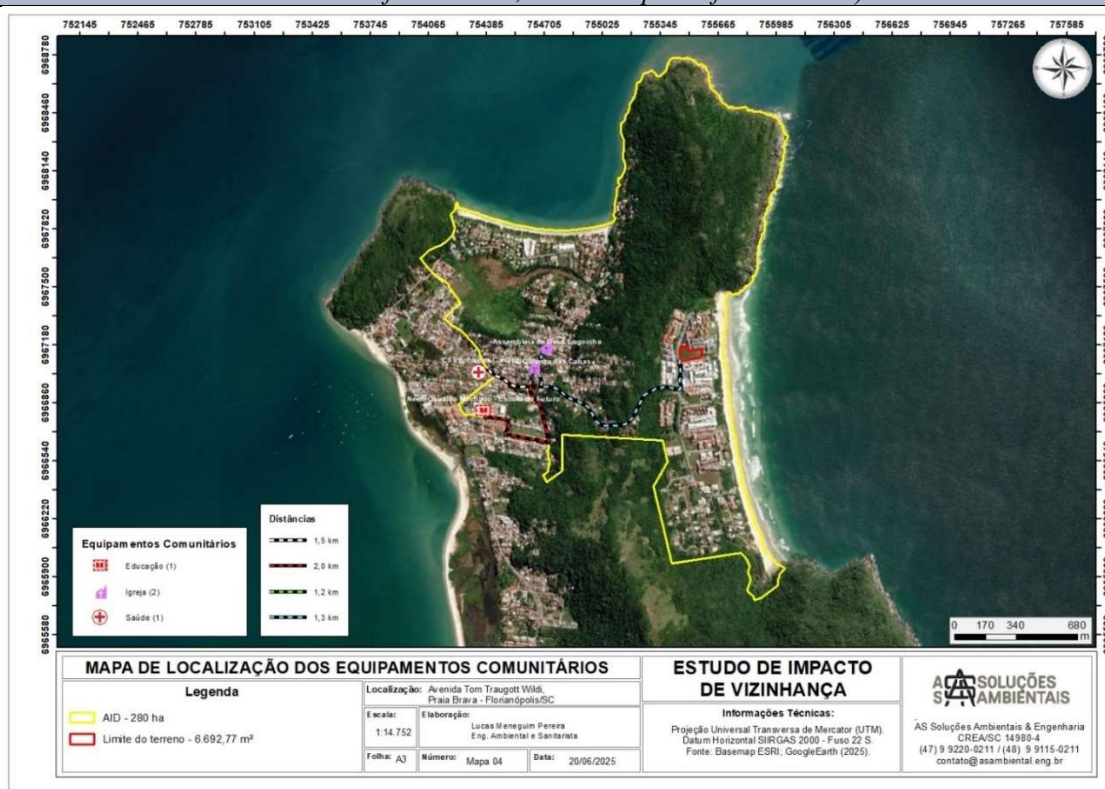 752145 752465 752785 753105 753425 753745 754065 754385 754705 755025 755345 755665 755985 756305 756625 756945 757265 757585
6968780
6968460
6968140
6967820
6967500
6967180
6966860
6966540
6966220
6965900
6965580
Assembleia de Deus Lagoinha
Distâncias
1,5 km
2,0 km
1,2 km
1,3 km
Equipamentos Comunitários
Educação (1)
Igreja (2)
Saúde (1)
0 170 340 680
m
MAPA DE LOCALIZAÇÃO DOS EQUIPAMENTOS COMUNITÁRIOS
Legenda
AID - 280 ha
Limite do terreno - 6.692,77 m²
Localização: Avenida Tom Traugott Wildi,
Praia Brava - Florianópolis/SC
Escala:
1:14.752
Elaboração:
Lucas Meneguim Pereira
Eng. Ambiental e Sanitarista
Folha: A3
Número: Mapa 04
Data: 20/06/2025
ESTUDO DE IMPACTO
DE VIZINHANÇA
Informações Técnicas:
Projeção Universal Transversa de Mercator (UTM).
Datum Horizontal SIRGAS 2000 - Fuso 22 S.
Fonte: Basemap ESRI; GoogleEarth (2025).
AS SOLUÇÕES
AMBIENTAIS
AS Soluções Ambientais & Engenharia
CREA/SC 14980-4
(47) 9 9220-0211 / (48) 9 9115-0211
contato@asambiental.eng.br